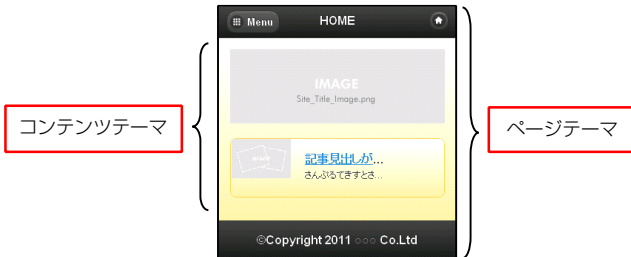 Menu
HOME
IMAGE
Site_Title_Image.png
コンテンツテーマ
ページテーマ
記事見出しが...
さんぷるてきすとさ...
©Copyright 2011 ○○○ Co.Ltd